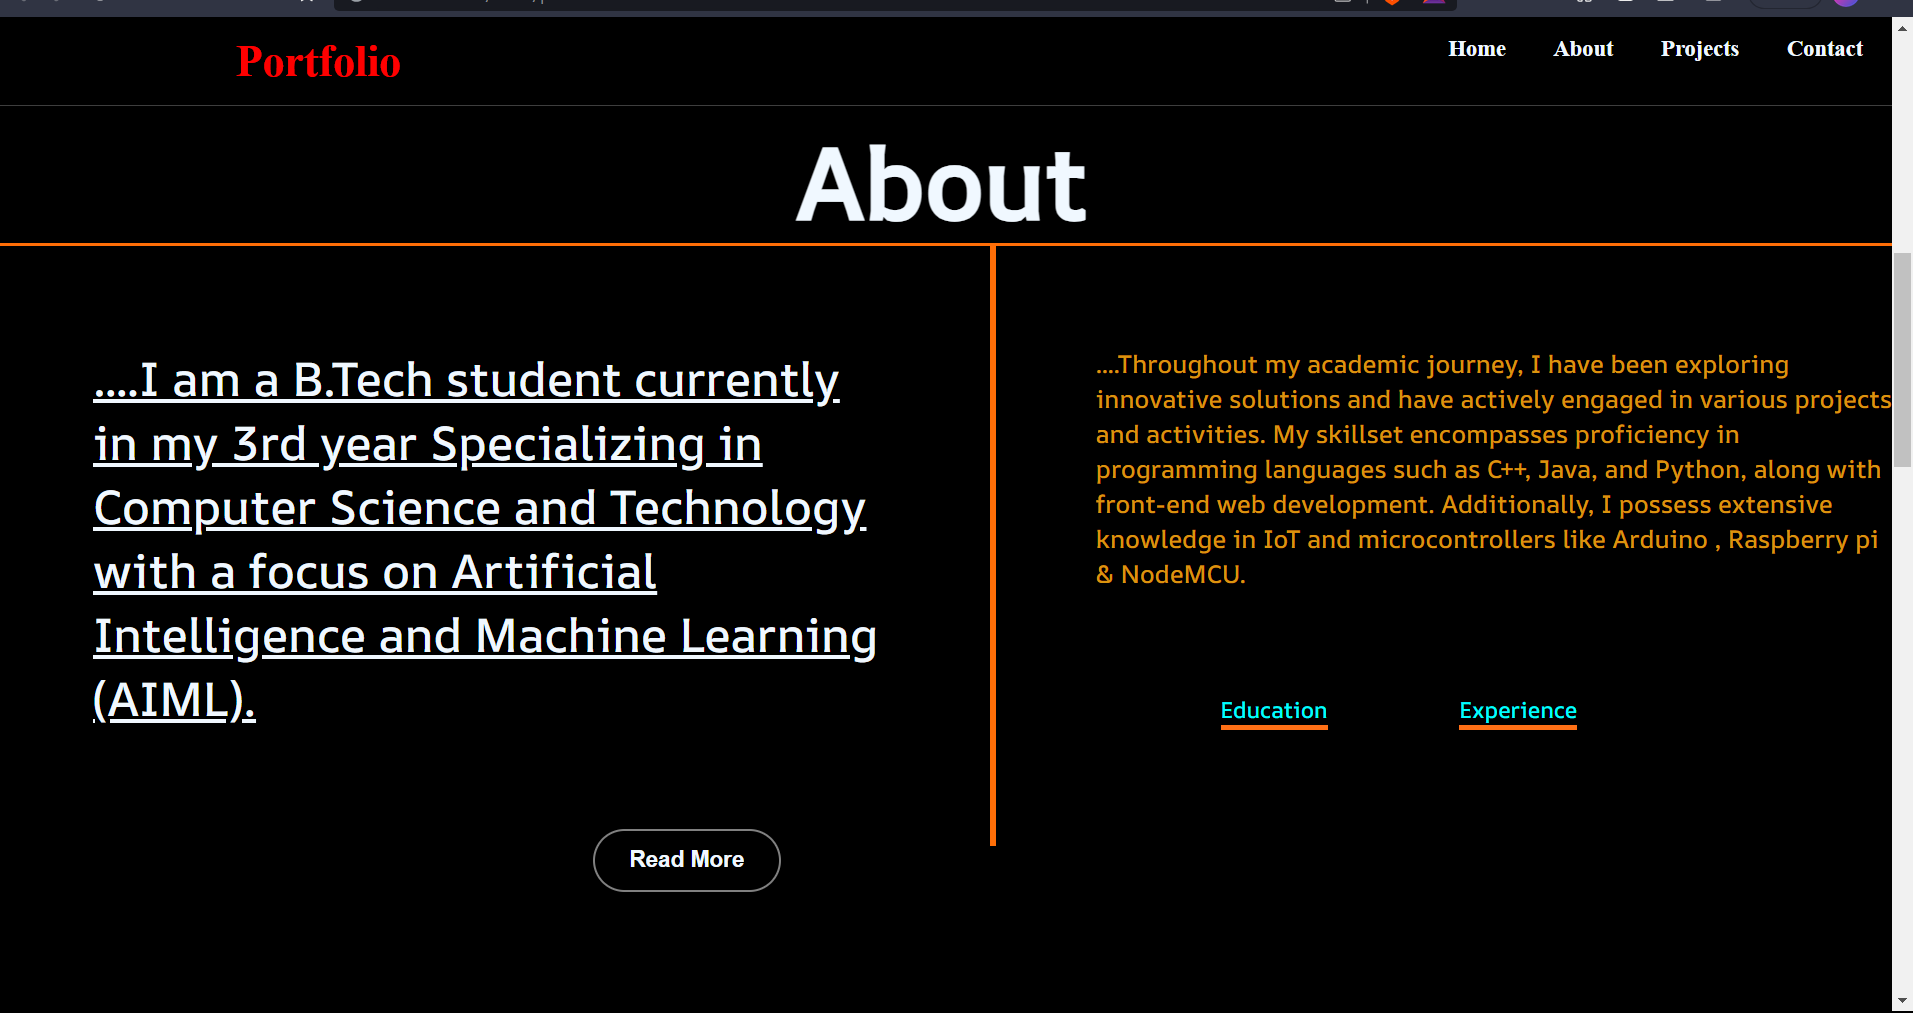 Portfolio
Home About Projects Contact
About
....I am a B.Tech student currently
in my 3rd year Specializing in
Computer Science and Technology
with a focus on Artificial
Intelligence and Machine Learning
(AIML).
Read More
....Throughout my academic journey, I have been exploring
innovative solutions and have actively engaged in various projects
and activities. My skillset encompasses proficiency in
programming languages such as C++, Java, and Python, along with
front-end web development. Additionally, I possess extensive
knowledge in IoT and microcontrollers like Arduino , Raspberry pi
& NodeMCU.
Education Experience